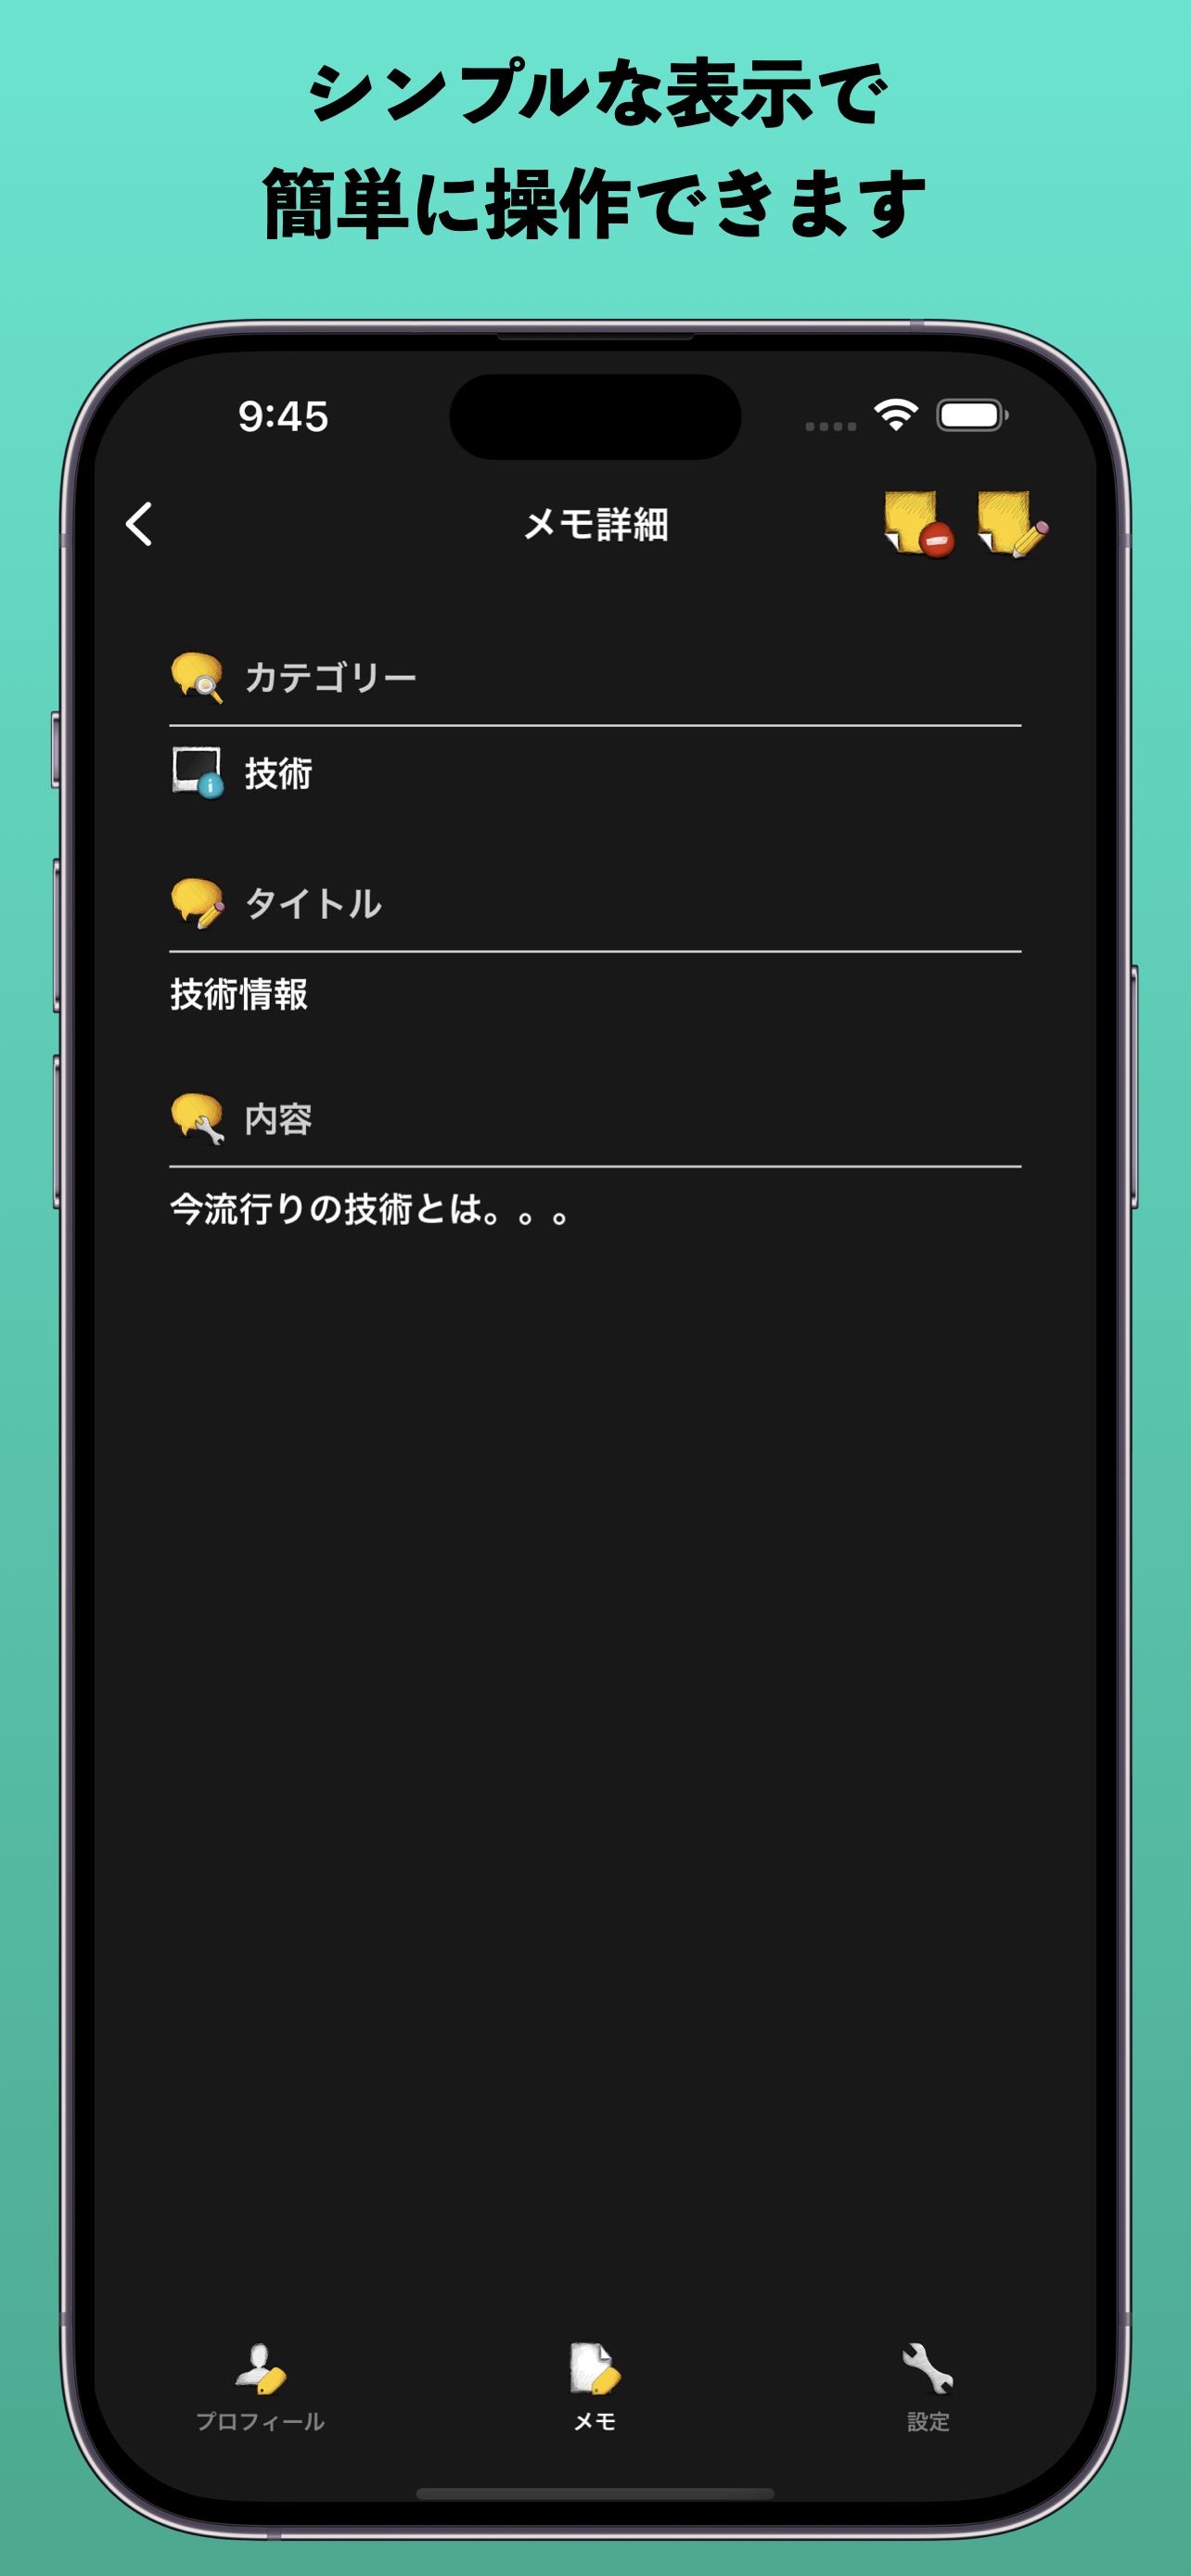 シンプルな表示で
簡単に操作できます
9:45
メモ詳細
カテゴリー
技術
タイトル
技術情報
内容
今流行りの技術とは。。。
プロフィール
メモ
設定